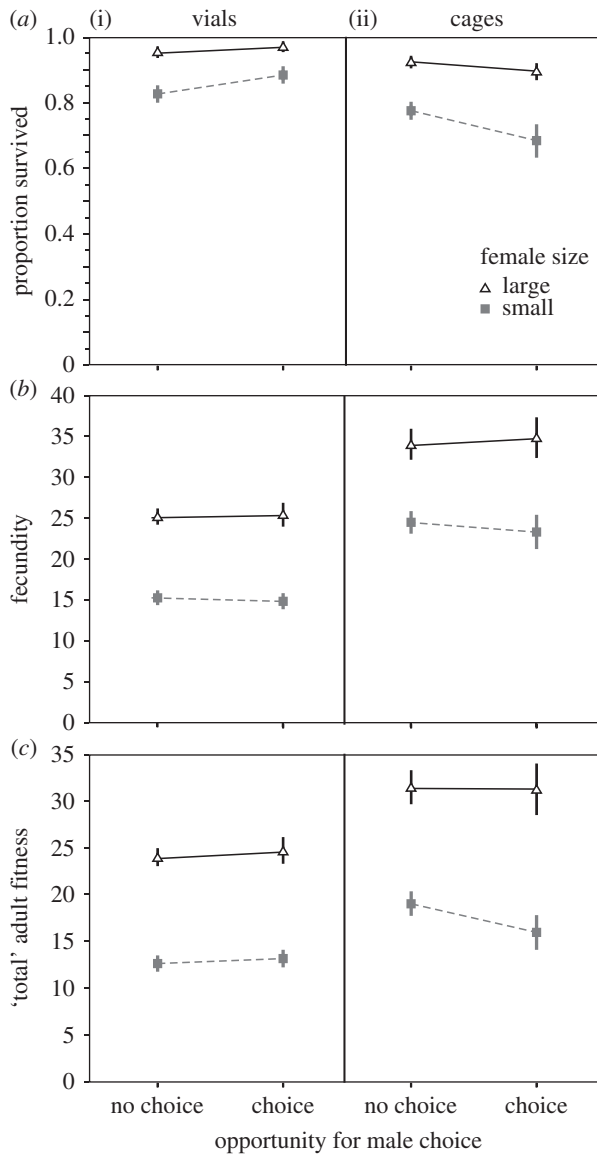 (a) (i) vials (ii) cages
1.0
0.8
0.6
0.4
0.2
0
proportion survived
female size
large
small
(b)
40
35
30
25
20
15
10
5
0
fecundity
(c)
35
30
25
20
15
10
5
0
‘total’ adult fitness
no choice choice no choice choice
opportunity for male choice